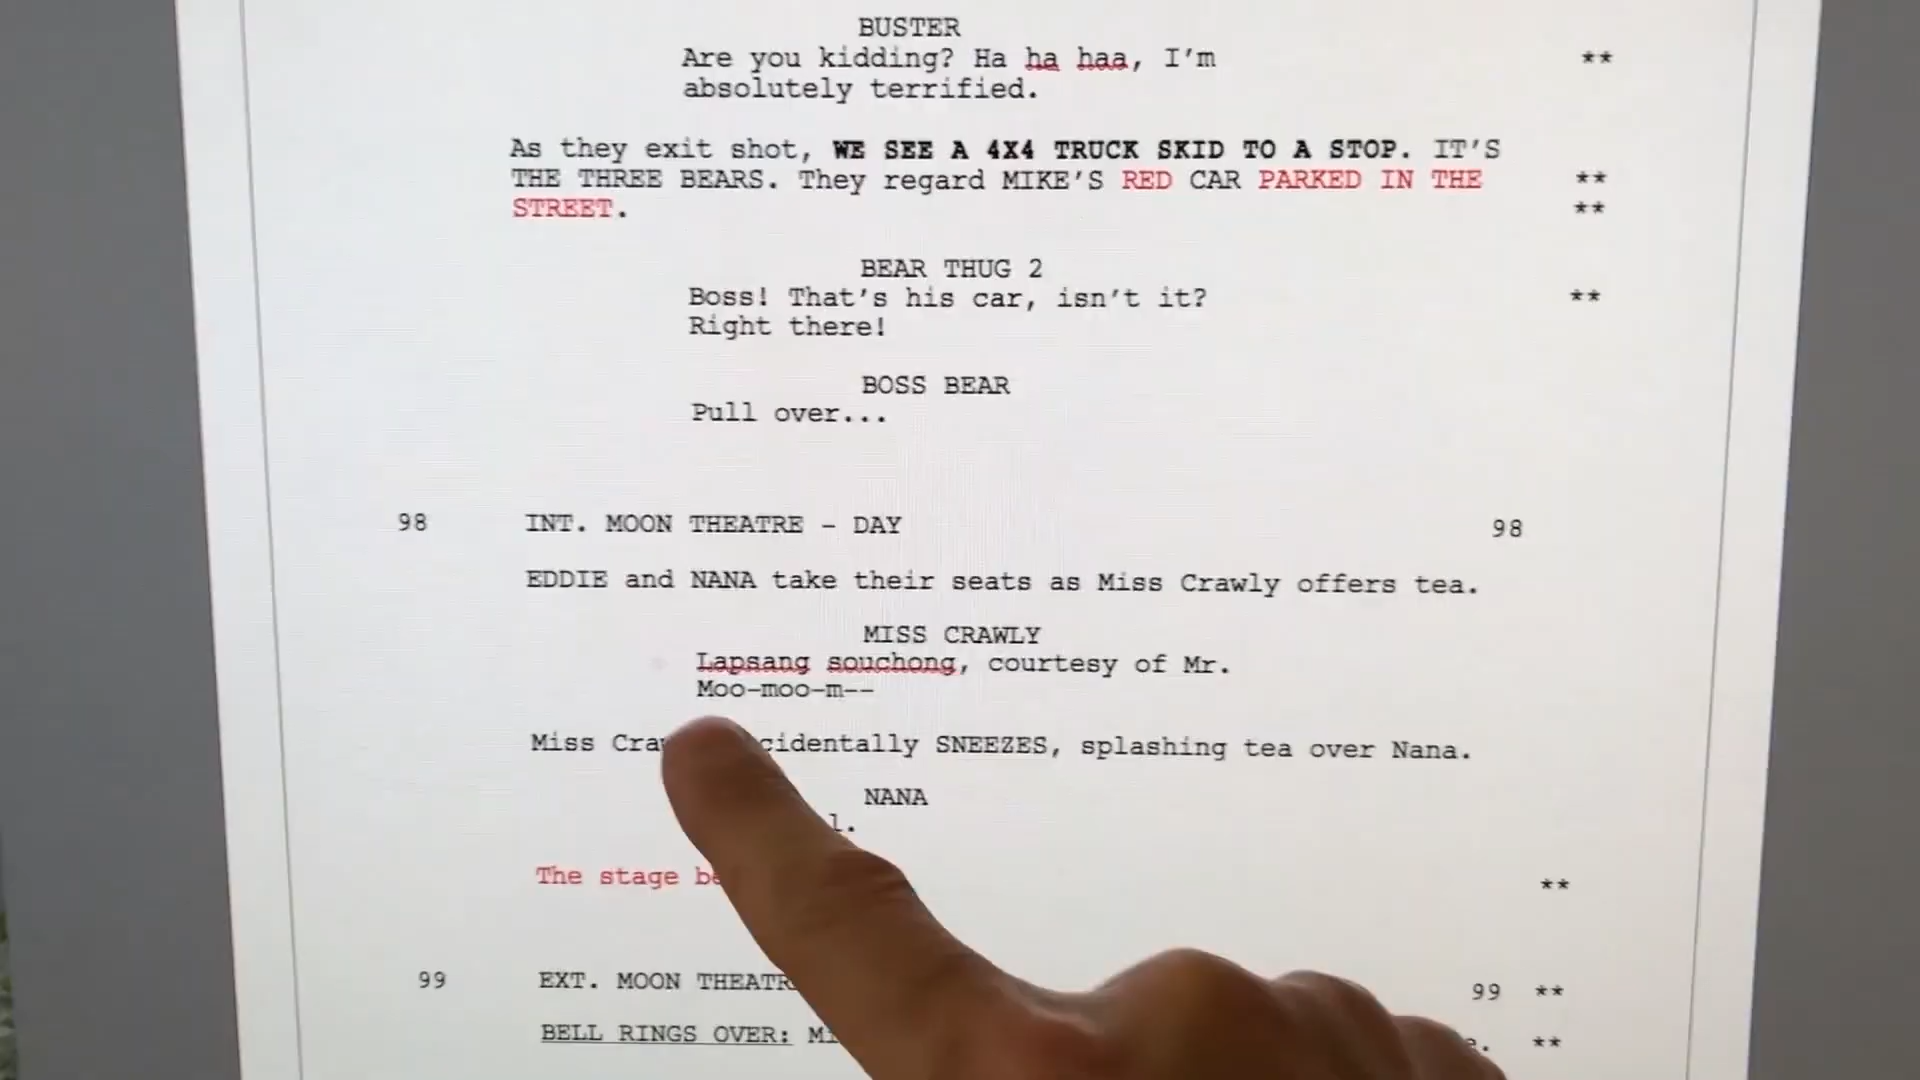 BUSTER
Are you kidding? Ha ha haa, I'm **
absolutely terrified.
As they exit shot, WE SEE A 4X4 TRUCK SKID TO A STOP. IT'S
THE THREE BEARS. They regard MIKE'S RED CAR PARKED IN THE **
STREET. **
BEAR THUG 2
Boss! That's his car, isn't it? **
Right there!
BOSS BEAR
Pull over...
98 INT. MOON THEATRE - DAY 98
EDDIE and NANA take their seats as Miss Crawly offers tea.
MISS CRAWLY
Lapsang souchong, courtesy of Mr.
Moo-moo-m--
Miss SNEEZES, splashing tea over Nana.
NANA
The stage **
99 EXT. MOON 99 **
BELL RINGS OVER: **